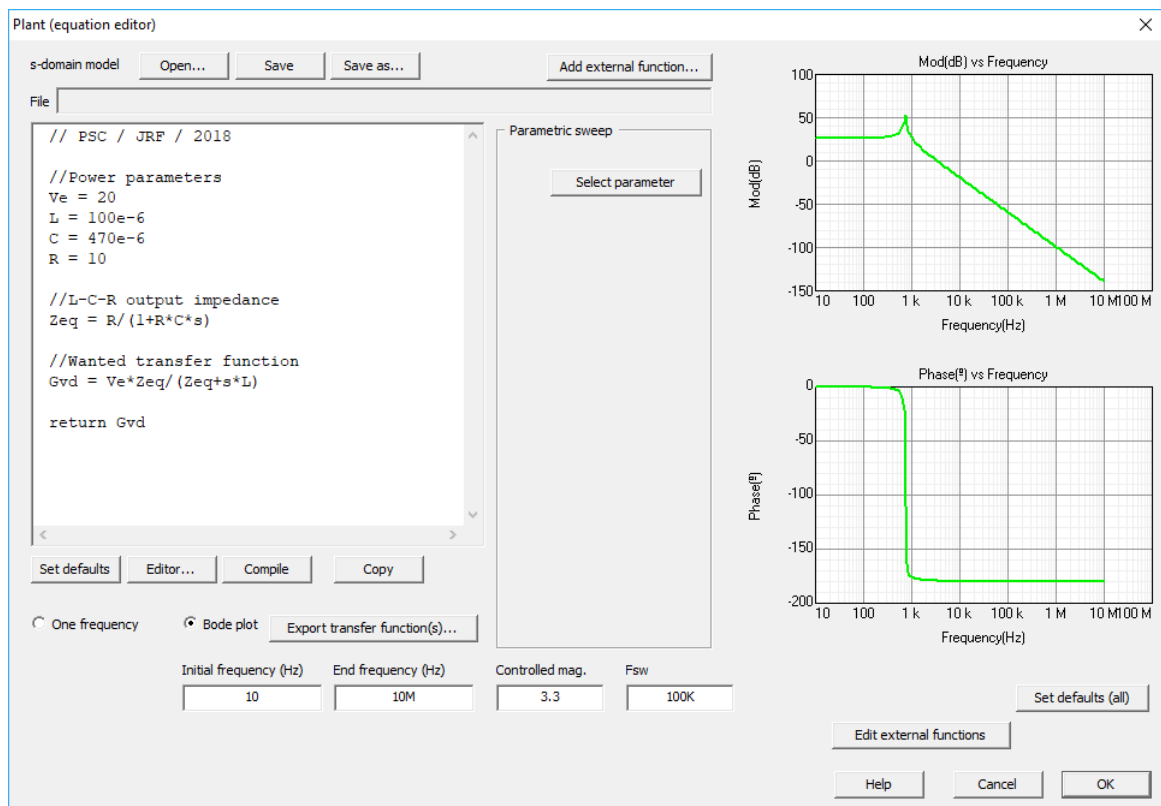 Plant (equation editor)
s-domain model
Open...
Save
Save as...
Add external function...
File
// PSC / JRF / 2018
//Power parameters
Ve = 20
L = 100e-6
C = 470e-6
R = 10
//L-C-R output impedance
Zeq = R/(1+R*C*s)
//Wanted transfer function
Gvd = Ve*Zeq/(Zeq+s*L)
return Gvd
Parametric sweep
Select parameter
Set defaults
Editor...
Compile
Copy
One frequency
Bode plot
Export transfer function(s)...
Initial frequency (Hz)
End frequency (Hz)
Controlled mag.
Fsw
10
10M
3.3
100K
Mod(dB) vs Frequency
100
50
0
-50
-100
-150
Mod(dB)
10 100 1 k 10 k 100 k 1 M 10 M 100 M
Frequency(Hz)
Phase(º) vs Frequency
0
-50
-100
-150
-200
Phase(º)
10 100 1 k 10 k 100 k 1 M 10 M 100 M
Frequency(Hz)
Set defaults (all)
Edit external functions
Help
Cancel
OK